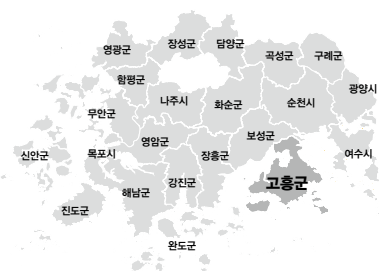 장성군
담양군
영광군
곡성군
구례군
함평군
광양시
나주시
화순군
순천시
무안군
보성군
영암군
신안군
목포시
장흥군
여수시
강진군
고흥군
해남군
진도군
완도군